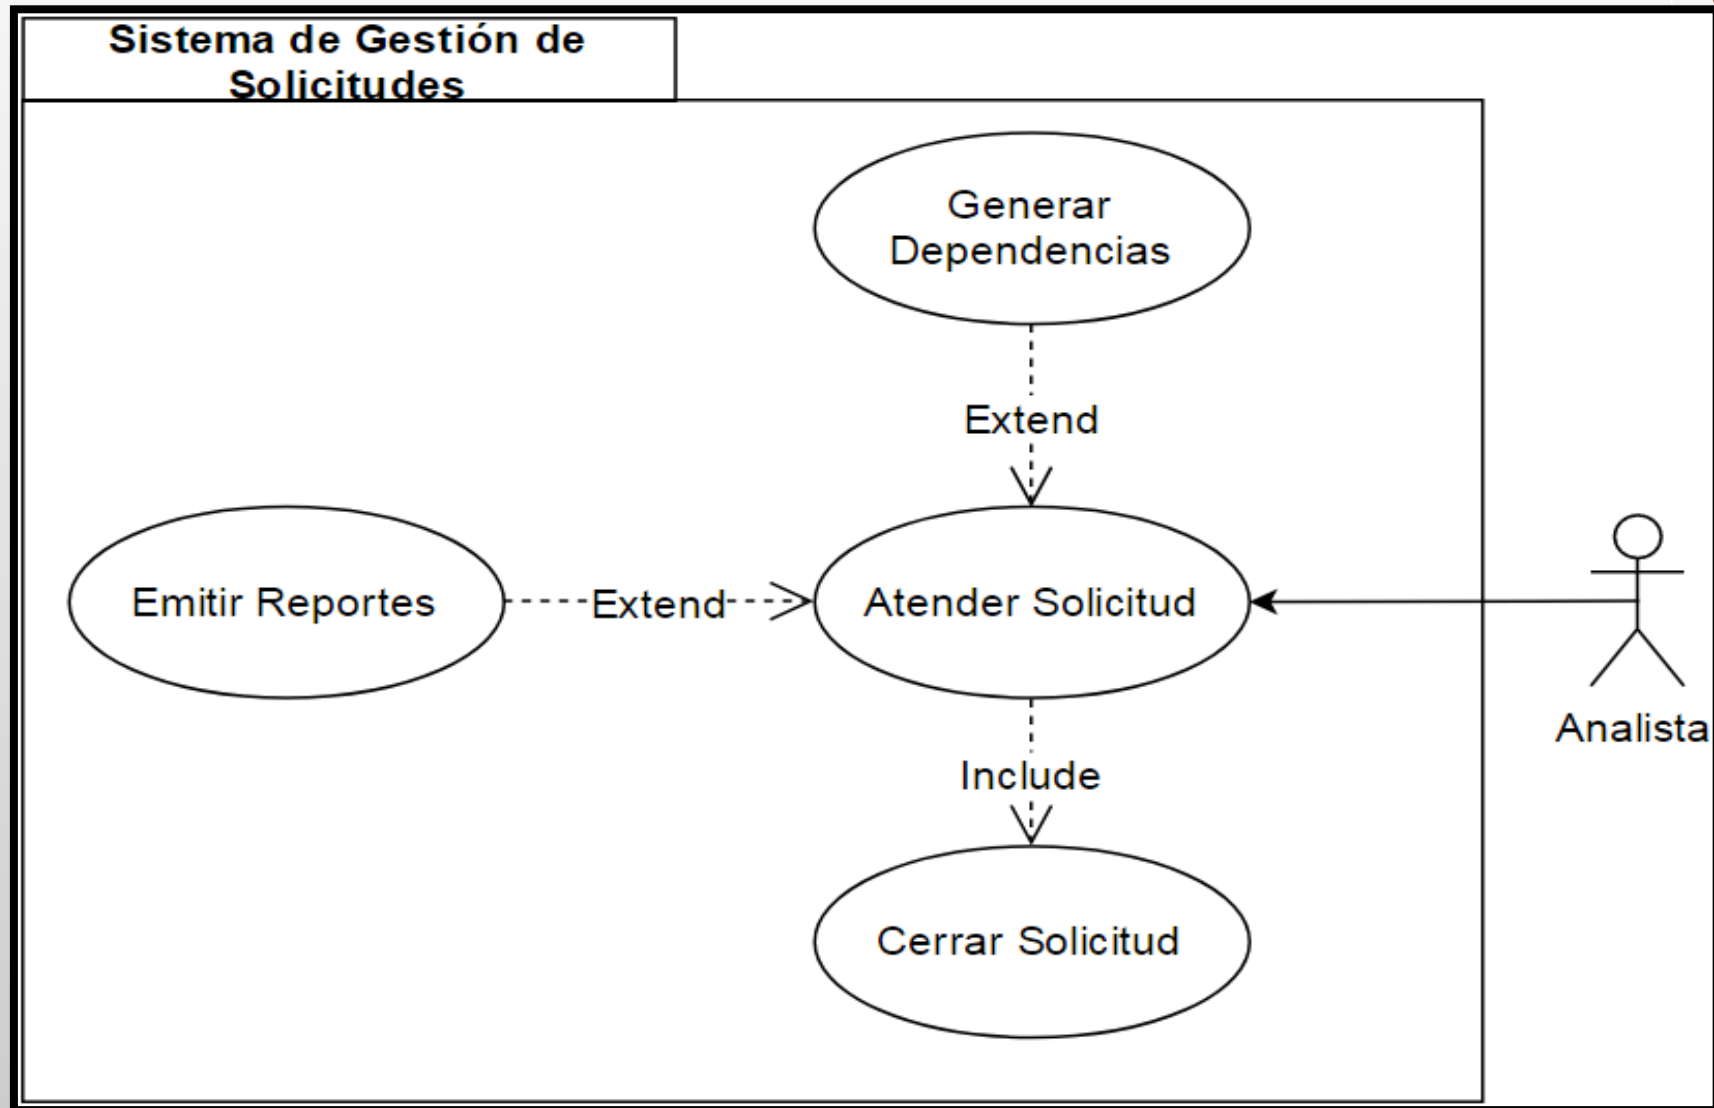 Sistema de Gestión de
Solicitudes
Generar
Dependencias
Extend
Emitir Reportes
Extend
Atender Solicitud
Analista
Include
Cerrar Solicitud